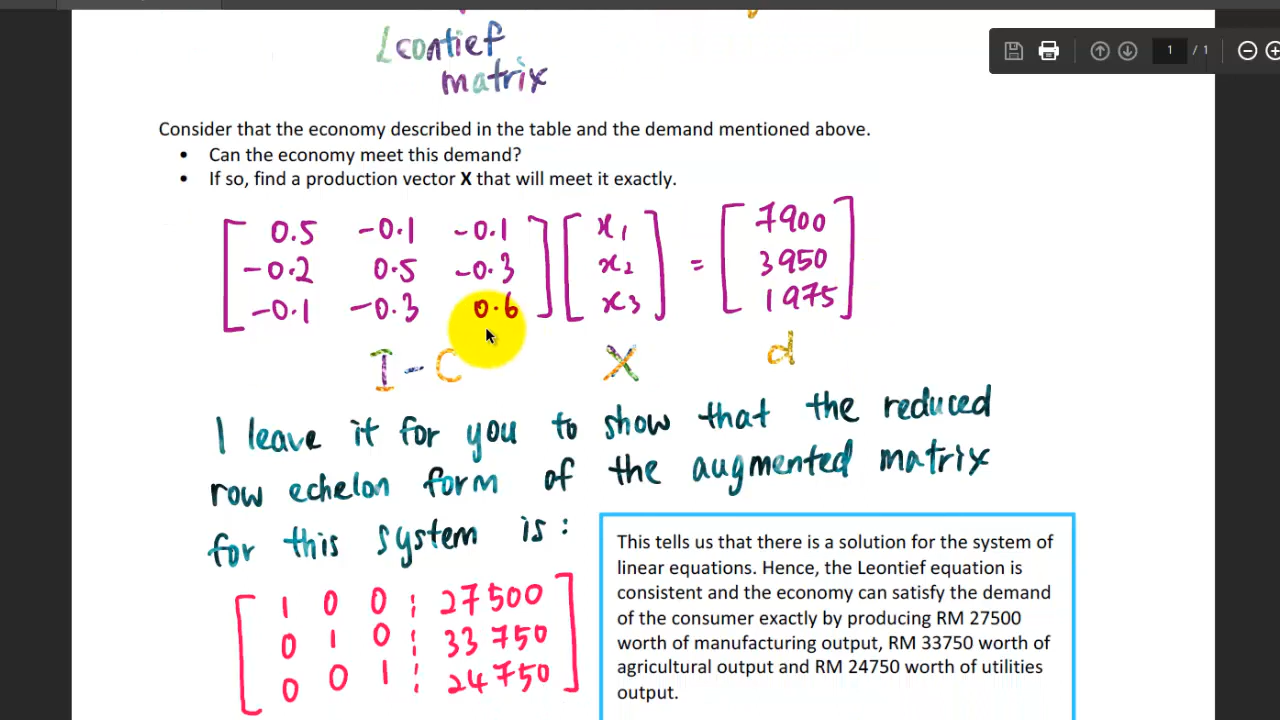 Leontief
matrix
1 / 1
Consider that the economy described in the table and the demand mentioned above.
• Can the economy meet this demand?
• If so, find a production vector X that will meet it exactly.
[ 0.5 -0.1 -0.1 ] [ x1 ] [ 7900 ]
[ -0.2 0.5 -0.3 ] [ x2 ] = [ 3950 ]
[ -0.1 -0.3 0.6 ] [ x3 ] [ 1975 ]
I - C X d
I leave it for you to show that the reduced
row echelon form of the augmented matrix
for this system is :
[ 1 0 0 ¦ 27500 ]
[ 0 1 0 ¦ 33750 ]
[ 0 0 1 ¦ 24750 ]
This tells us that there is a solution for the system of
linear equations. Hence, the Leontief equation is
consistent and the economy can satisfy the demand
of the consumer exactly by producing RM 27500
worth of manufacturing output, RM 33750 worth of
agricultural output and RM 24750 worth of utilities
output.